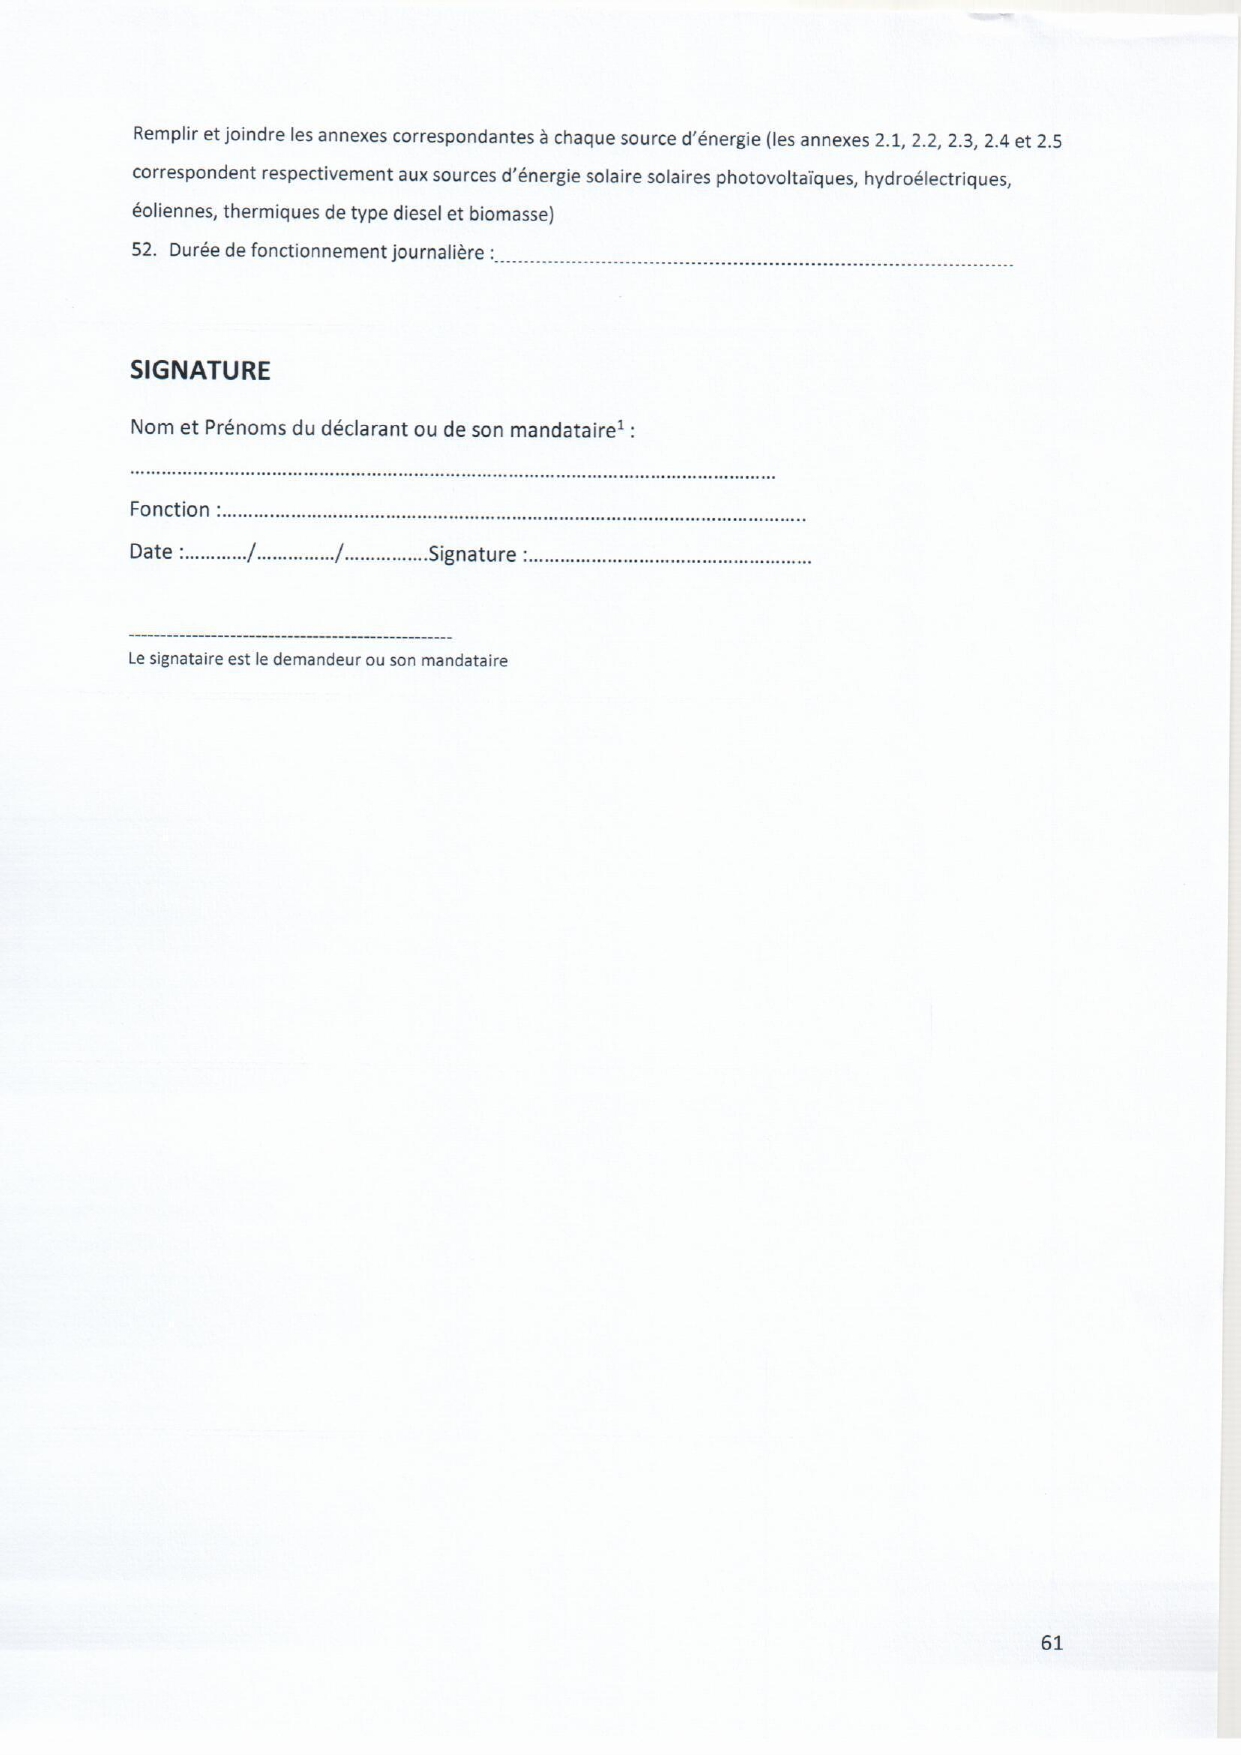 Remplir et joindre les annexes correspondantes à chaque source d'énergie (les annexes 2.1, 2.2, 2.3, 2.4 et 2.5
correspondent respectivement aux sources d'énergie solaire solaires photovoltaïques, hydroélectriques,
éoliennes, thermiques de type diesel et biomasse)
52. Durée de fonctionnement journalière :
SIGNATURE
Nom et Prénoms du déclarant ou de son mandataire¹ :
Fonction :
Date :.........../............../...............Signature :
Le signataire est le demandeur ou son mandataire
61